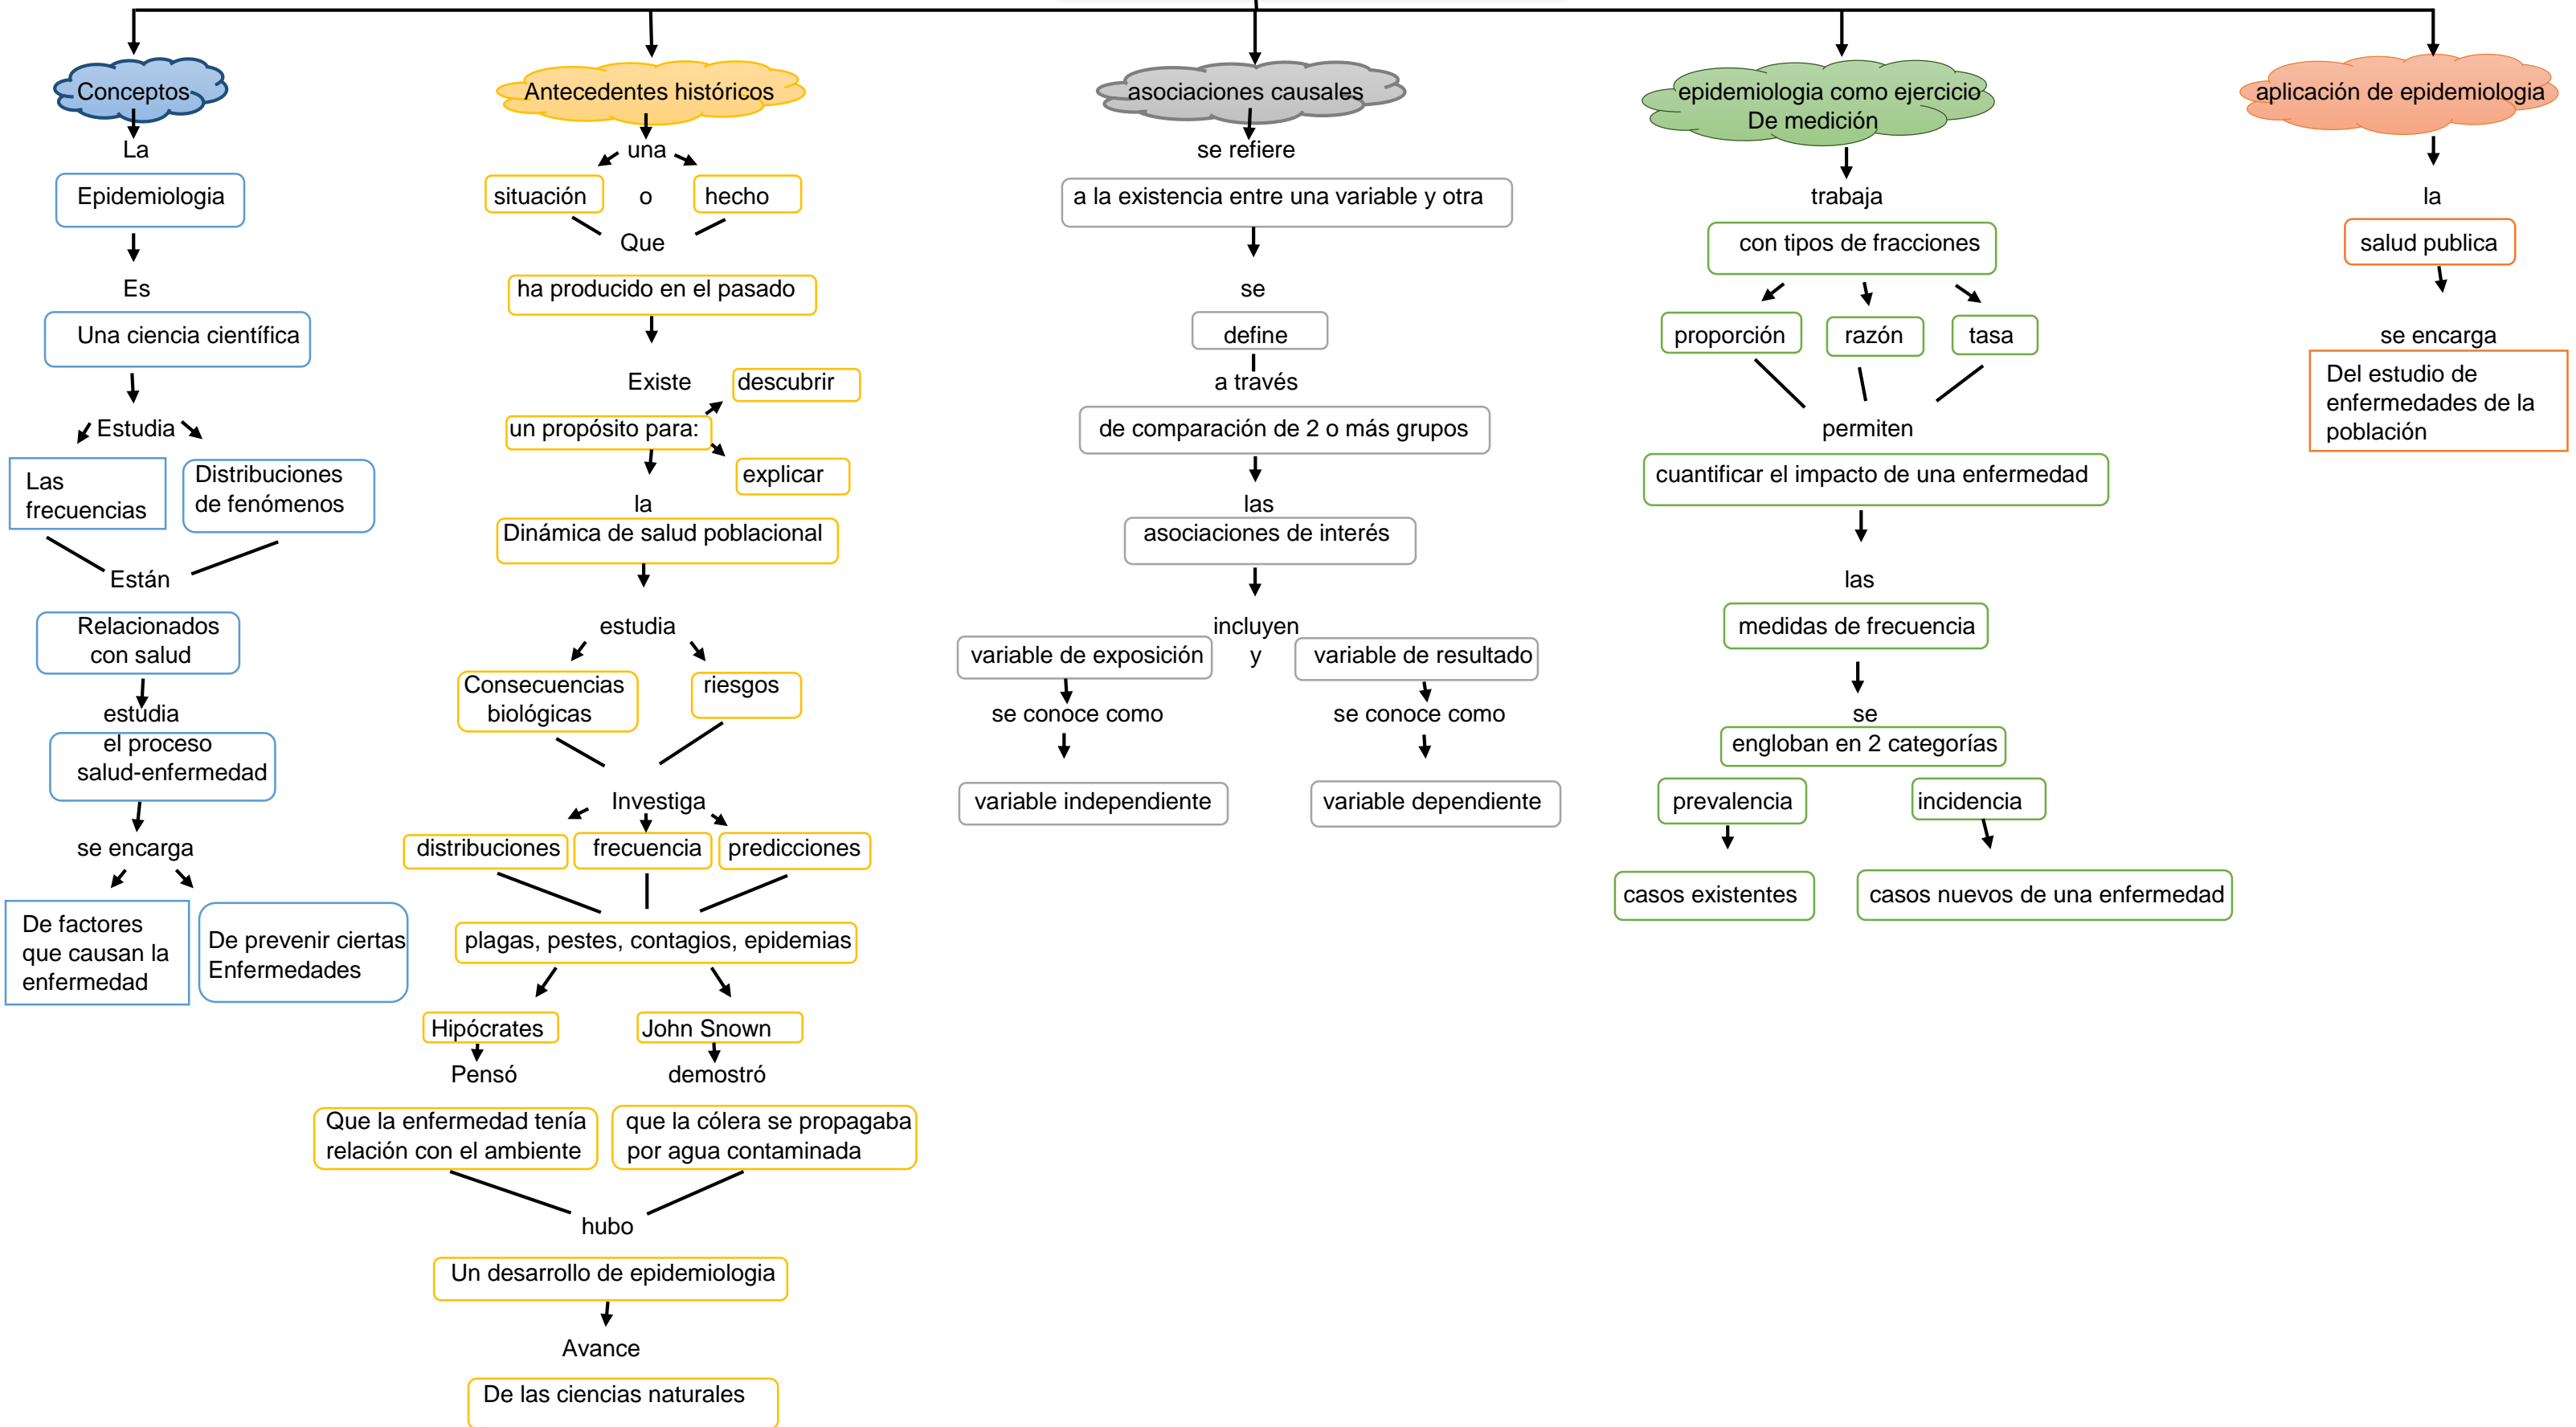 Conceptos
La
Epidemiologia
Es
Una ciencia científica
Estudia
Las
frecuencias
Distribuciones
de fenómenos
Están
Relacionados
con salud
estudia
el proceso
salud-enfermedad
se encarga
De factores
que causan la
enfermedad
De prevenir ciertas
Enfermedades
Antecedentes históricos
una
situación
o
hecho
Que
ha producido en el pasado
Existe
descubrir
un propósito para:
explicar
la
Dinámica de salud poblacional
estudia
Consecuencias
biológicas
riesgos
Investiga
distribuciones
frecuencia
predicciones
plagas, pestes, contagios, epidemias
Hipócrates
Pensó
Que la enfermedad tenía
relación con el ambiente
John Snown
demostró
que la cólera se propagaba
por agua contaminada
hubo
Un desarrollo de epidemiologia
Avance
De las ciencias naturales
asociaciones causales
se refiere
a la existencia entre una variable y otra
se
define
a través
de comparación de 2 o más grupos
las
asociaciones de interés
incluyen
variable de exposición
y
variable de resultado
se conoce como
variable independiente
se conoce como
variable dependiente
epidemiologia como ejercicio
De medición
trabaja
con tipos de fracciones
proporción
razón
tasa
permiten
cuantificar el impacto de una enfermedad
las
medidas de frecuencia
se
engloban en 2 categorías
prevalencia
casos existentes
incidencia
casos nuevos de una enfermedad
aplicación de epidemiologia
la
salud publica
se encarga
Del estudio de
enfermedades de la
población